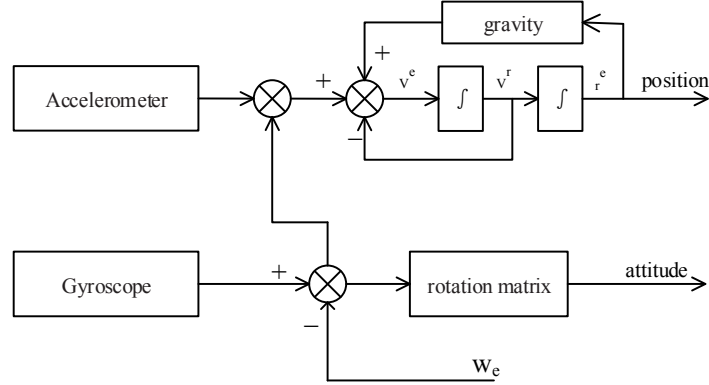 gravity
+
Accelerometer
+
v^e
∫
v^r
∫
r^e
position
−
Gyroscope
+
rotation matrix
attitude
−
w_e